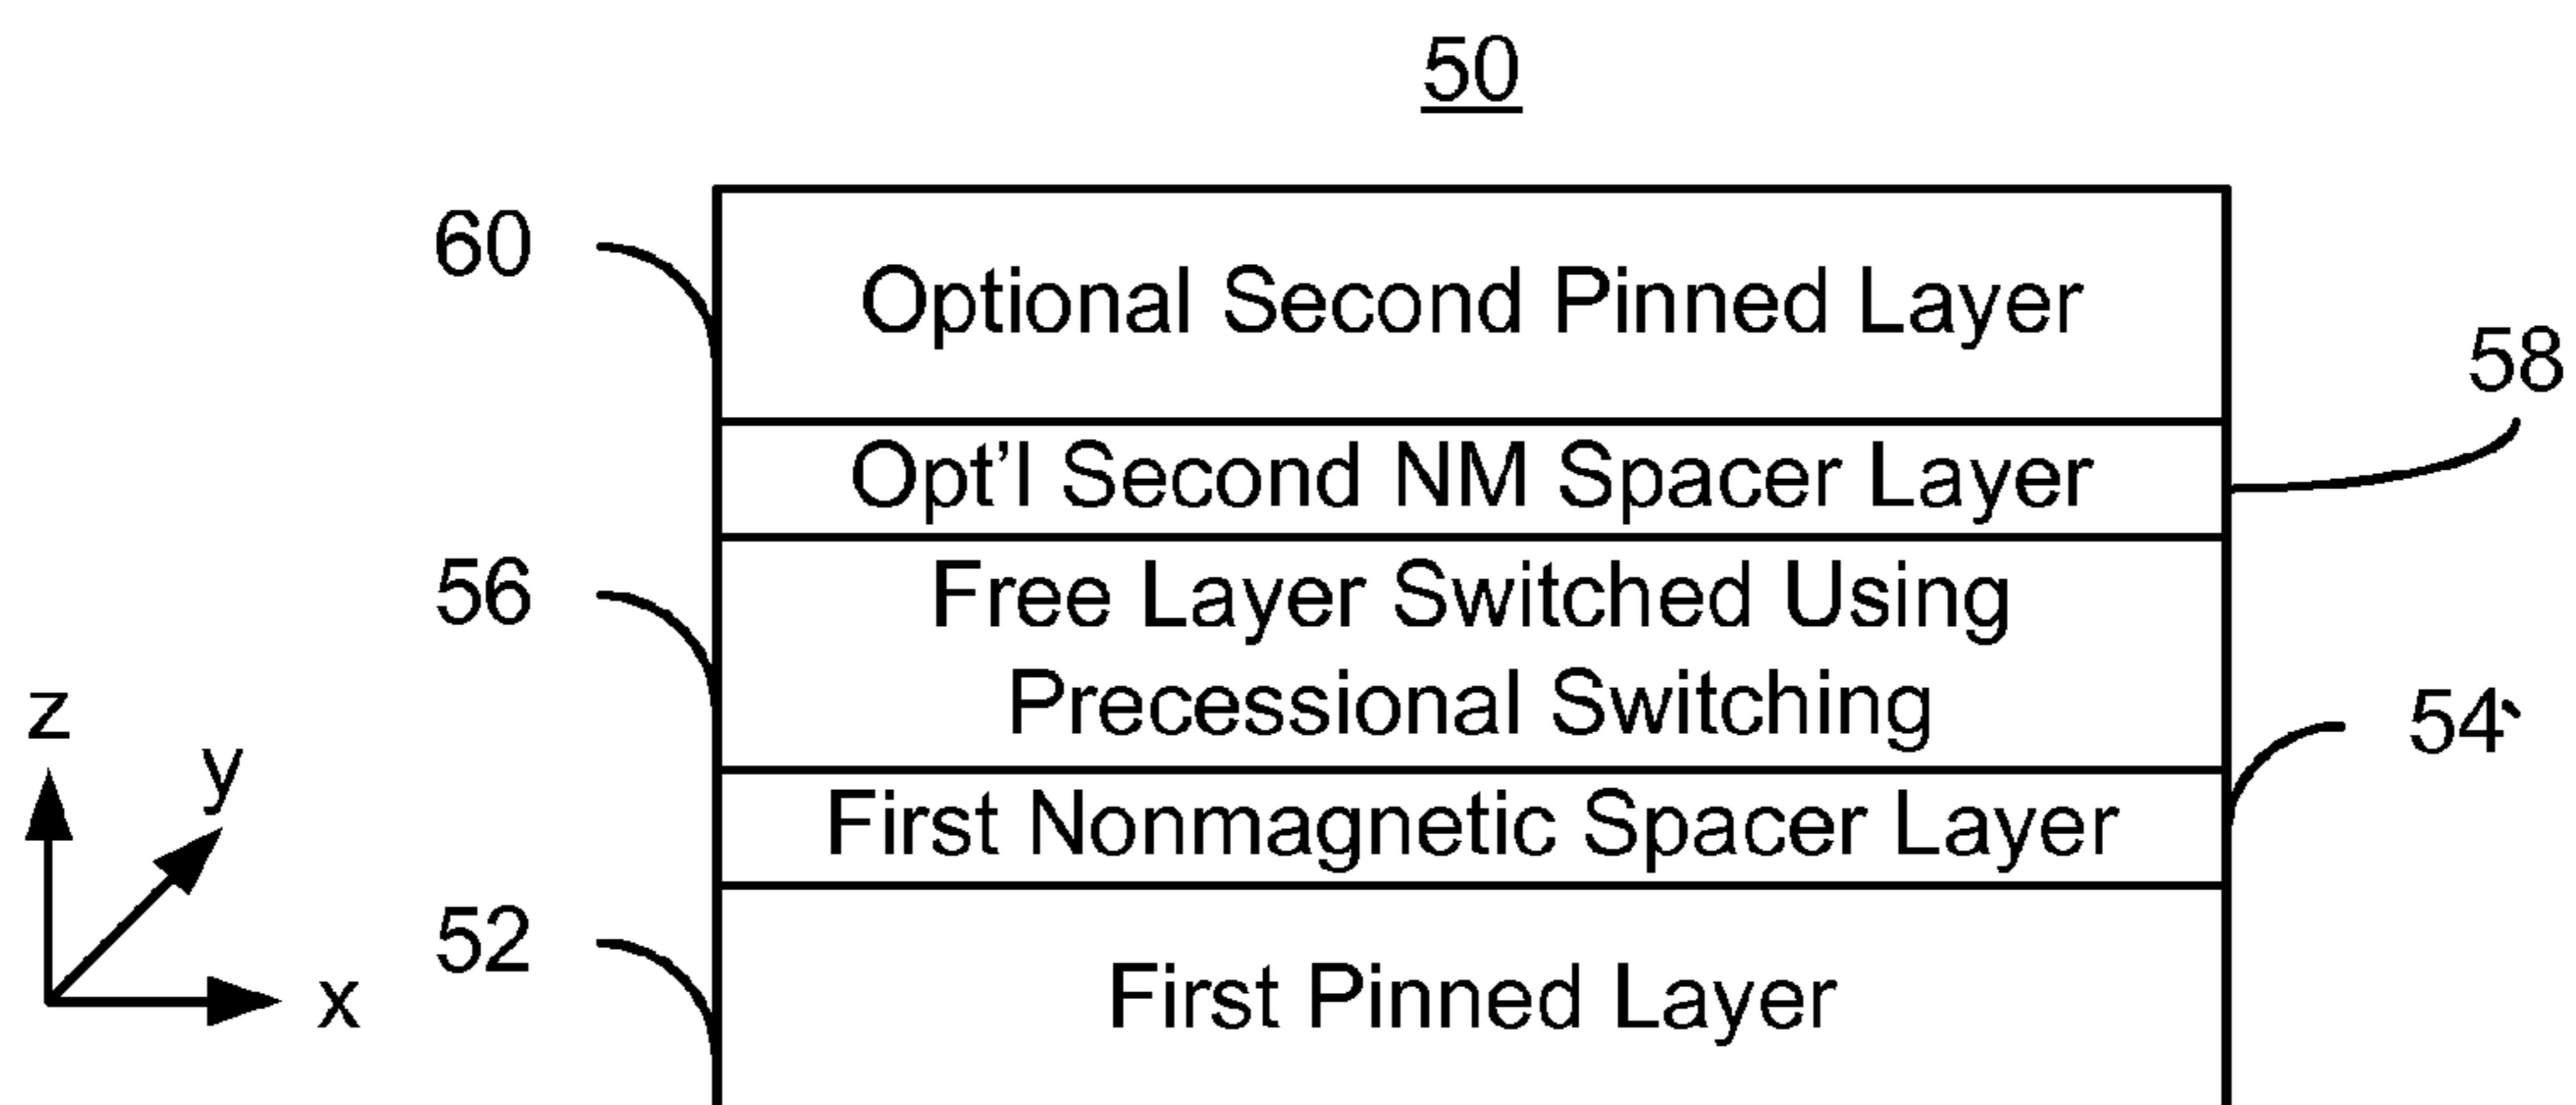 50
60
Optional Second Pinned Layer
58
Opt'l Second NM Spacer Layer
56
Free Layer Switched Using
Precessional Switching
54`
First Nonmagnetic Spacer Layer
52
First Pinned Layer
z
y
x